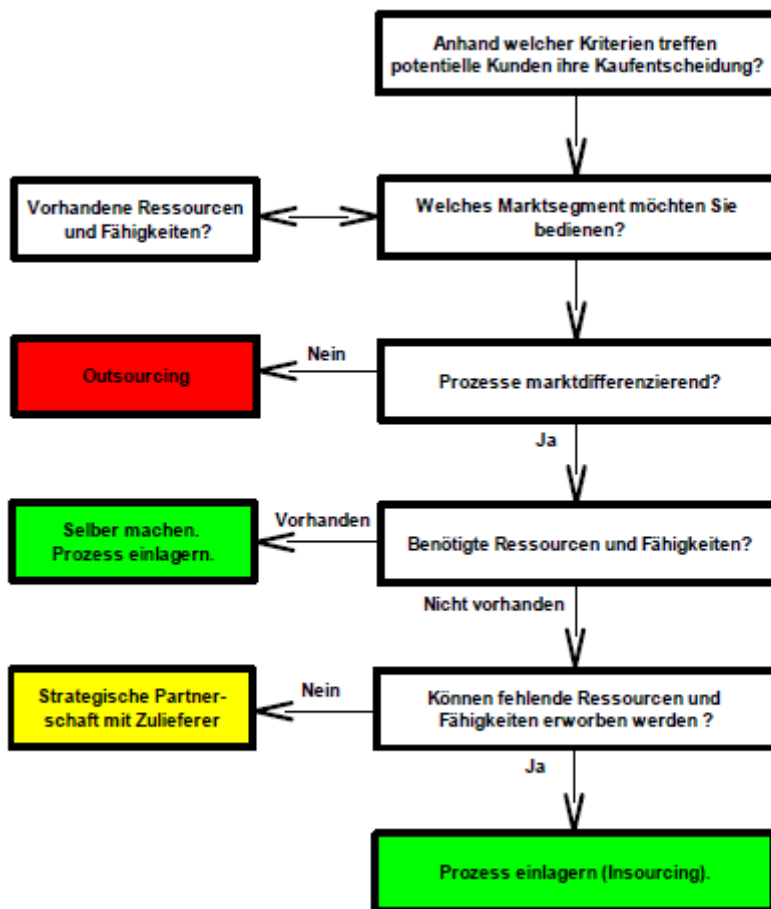 Anhand welcher Kriterien treffen
potentielle Kunden ihre Kaufentscheidung?
Vorhandene Ressourcen
und Fähigkeiten?
Welches Marktsegment möchten Sie
bedienen?
Outsourcing
Nein
Prozesse marktdifferenzierend?
Ja
Selber machen.
Prozess einlagern.
Vorhanden
Benötigte Ressourcen und Fähigkeiten?
Nicht vorhanden
Strategische Partner-
schaft mit Zulieferer
Nein
Können fehlende Ressourcen und
Fähigkeiten erworben werden ?
Ja
Prozess einlagern (Insourcing).